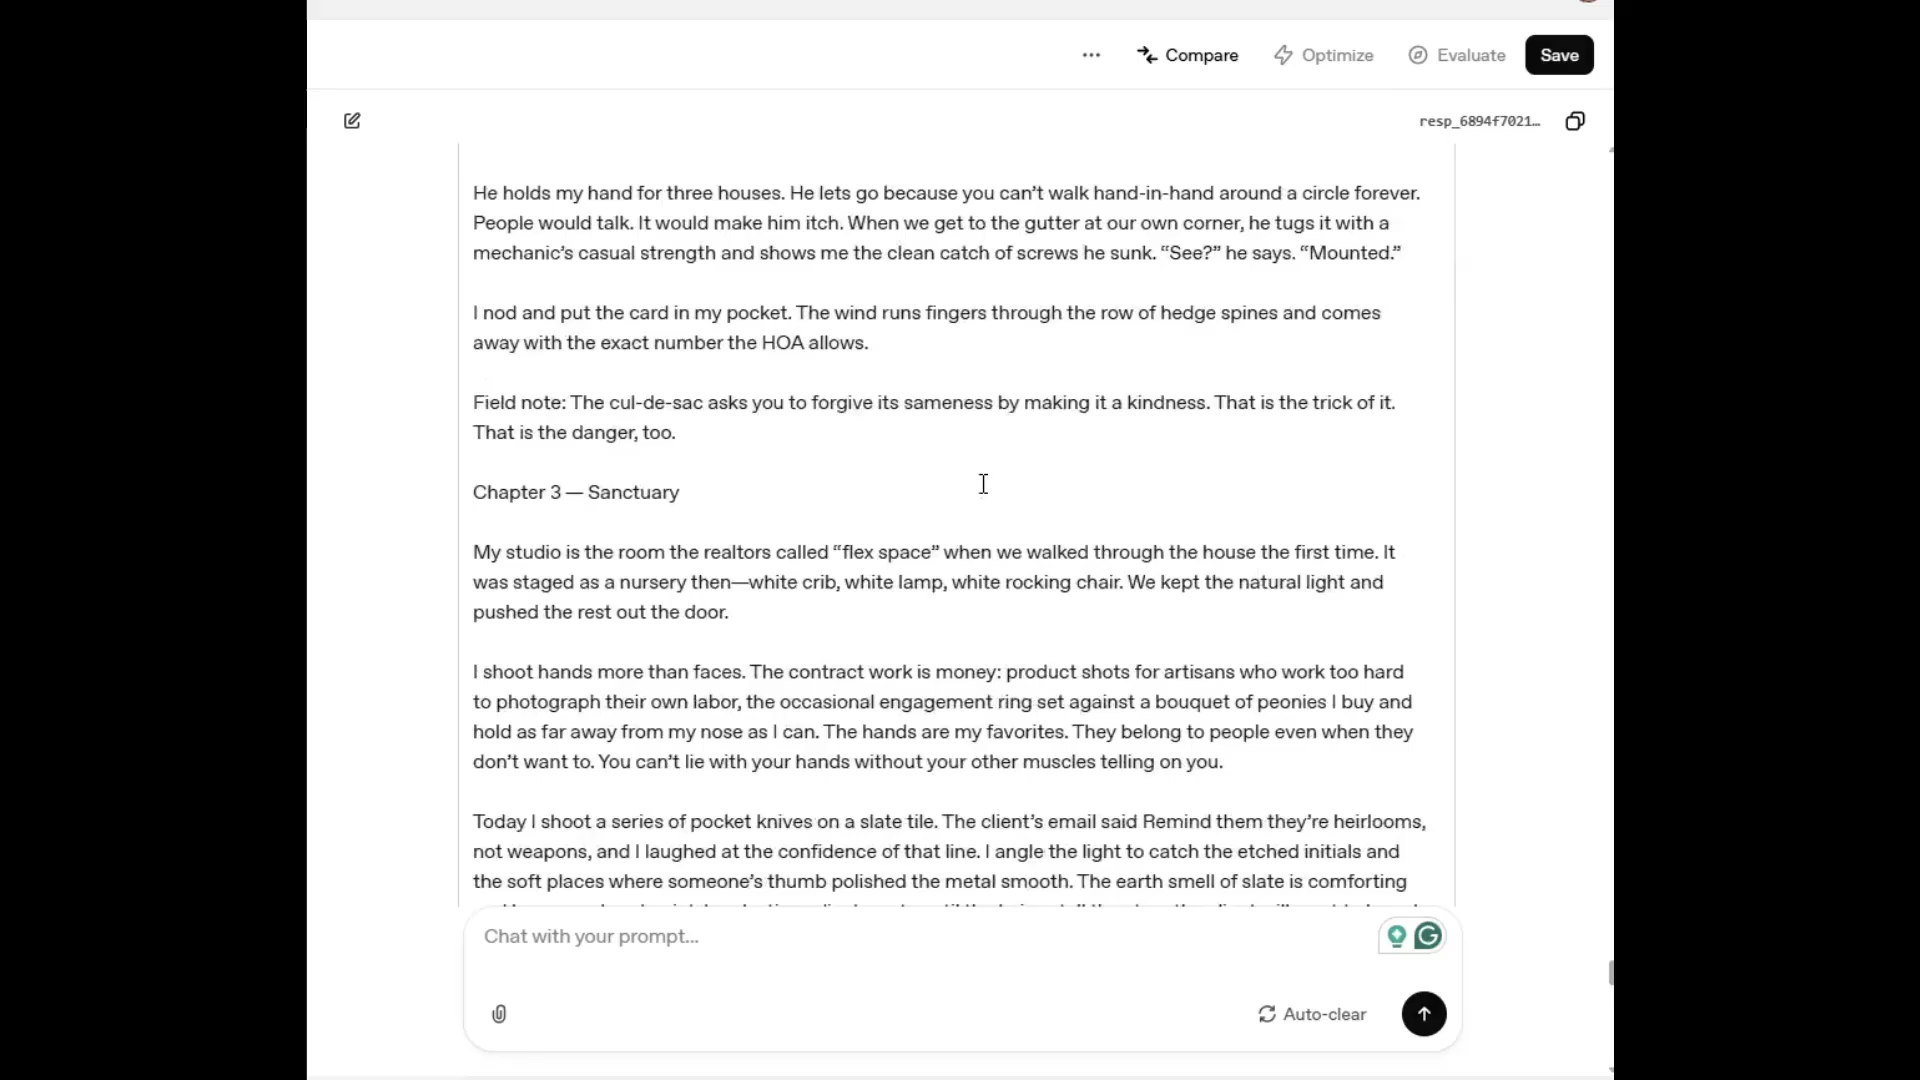 Compare
Optimize
Evaluate
Save
resp_6894f7021…
He holds my hand for three houses. He lets go because you can’t walk hand-in-hand around a circle forever.
People would talk. It would make him itch. When we get to the gutter at our own corner, he tugs it with a
mechanic’s casual strength and shows me the clean catch of screws he sunk. “See?” he says. “Mounted.”
I nod and put the card in my pocket. The wind runs fingers through the row of hedge spines and comes
away with the exact number the HOA allows.
Field note: The cul-de-sac asks you to forgive its sameness by making it a kindness. That is the trick of it.
That is the danger, too.
Chapter 3 — Sanctuary
My studio is the room the realtors called “flex space” when we walked through the house the first time. It
was staged as a nursery then—white crib, white lamp, white rocking chair. We kept the natural light and
pushed the rest out the door.
I shoot hands more than faces. The contract work is money: product shots for artisans who work too hard
to photograph their own labor, the occasional engagement ring set against a bouquet of peonies I buy and
hold as far away from my nose as I can. The hands are my favorites. They belong to people even when they
don’t want to. You can’t lie with your hands without your other muscles telling on you.
Today I shoot a series of pocket knives on a slate tile. The client’s email said Remind them they’re heirlooms,
not weapons, and I laughed at the confidence of that line. I angle the light to catch the etched initials and
the soft places where someone’s thumb polished the metal smooth. The earth smell of slate is comforting
Chat with your prompt...
Auto-clear